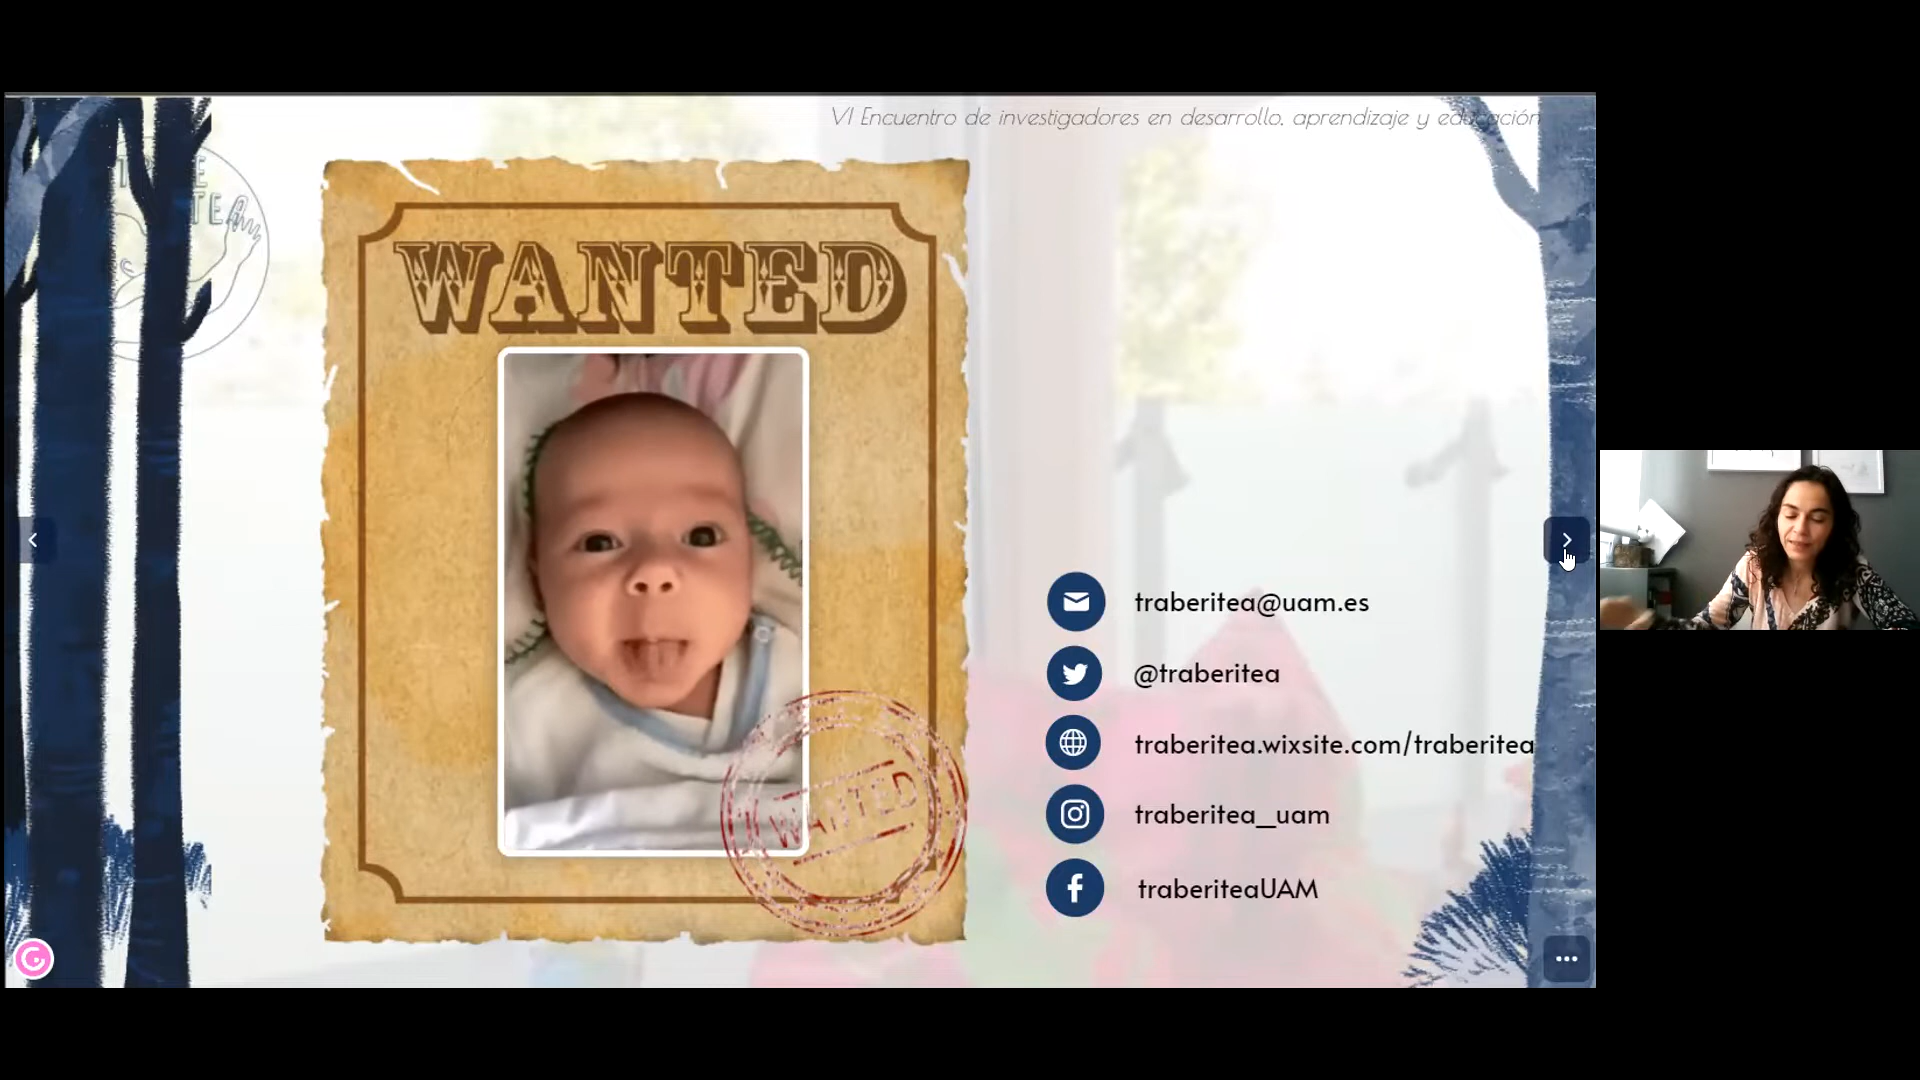 VI Encuentro de investigadores en desarrollo, aprendizaje y educación
WANTED
WANTED
traberitea@uam.es
@traberitea
traberitea.wixsite.com/traberitea
traberitea_uam
traberiteaUAM